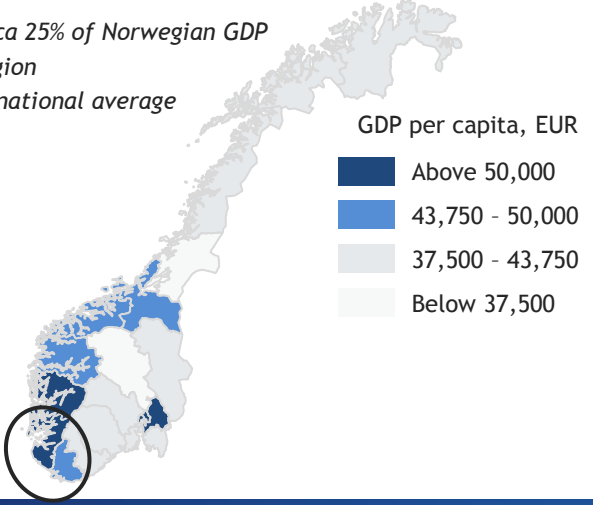 ca 25% of Norwegian GDP
gion
national average
GDP per capita, EUR
Above 50,000
43,750 – 50,000
37,500 – 43,750
Below 37,500